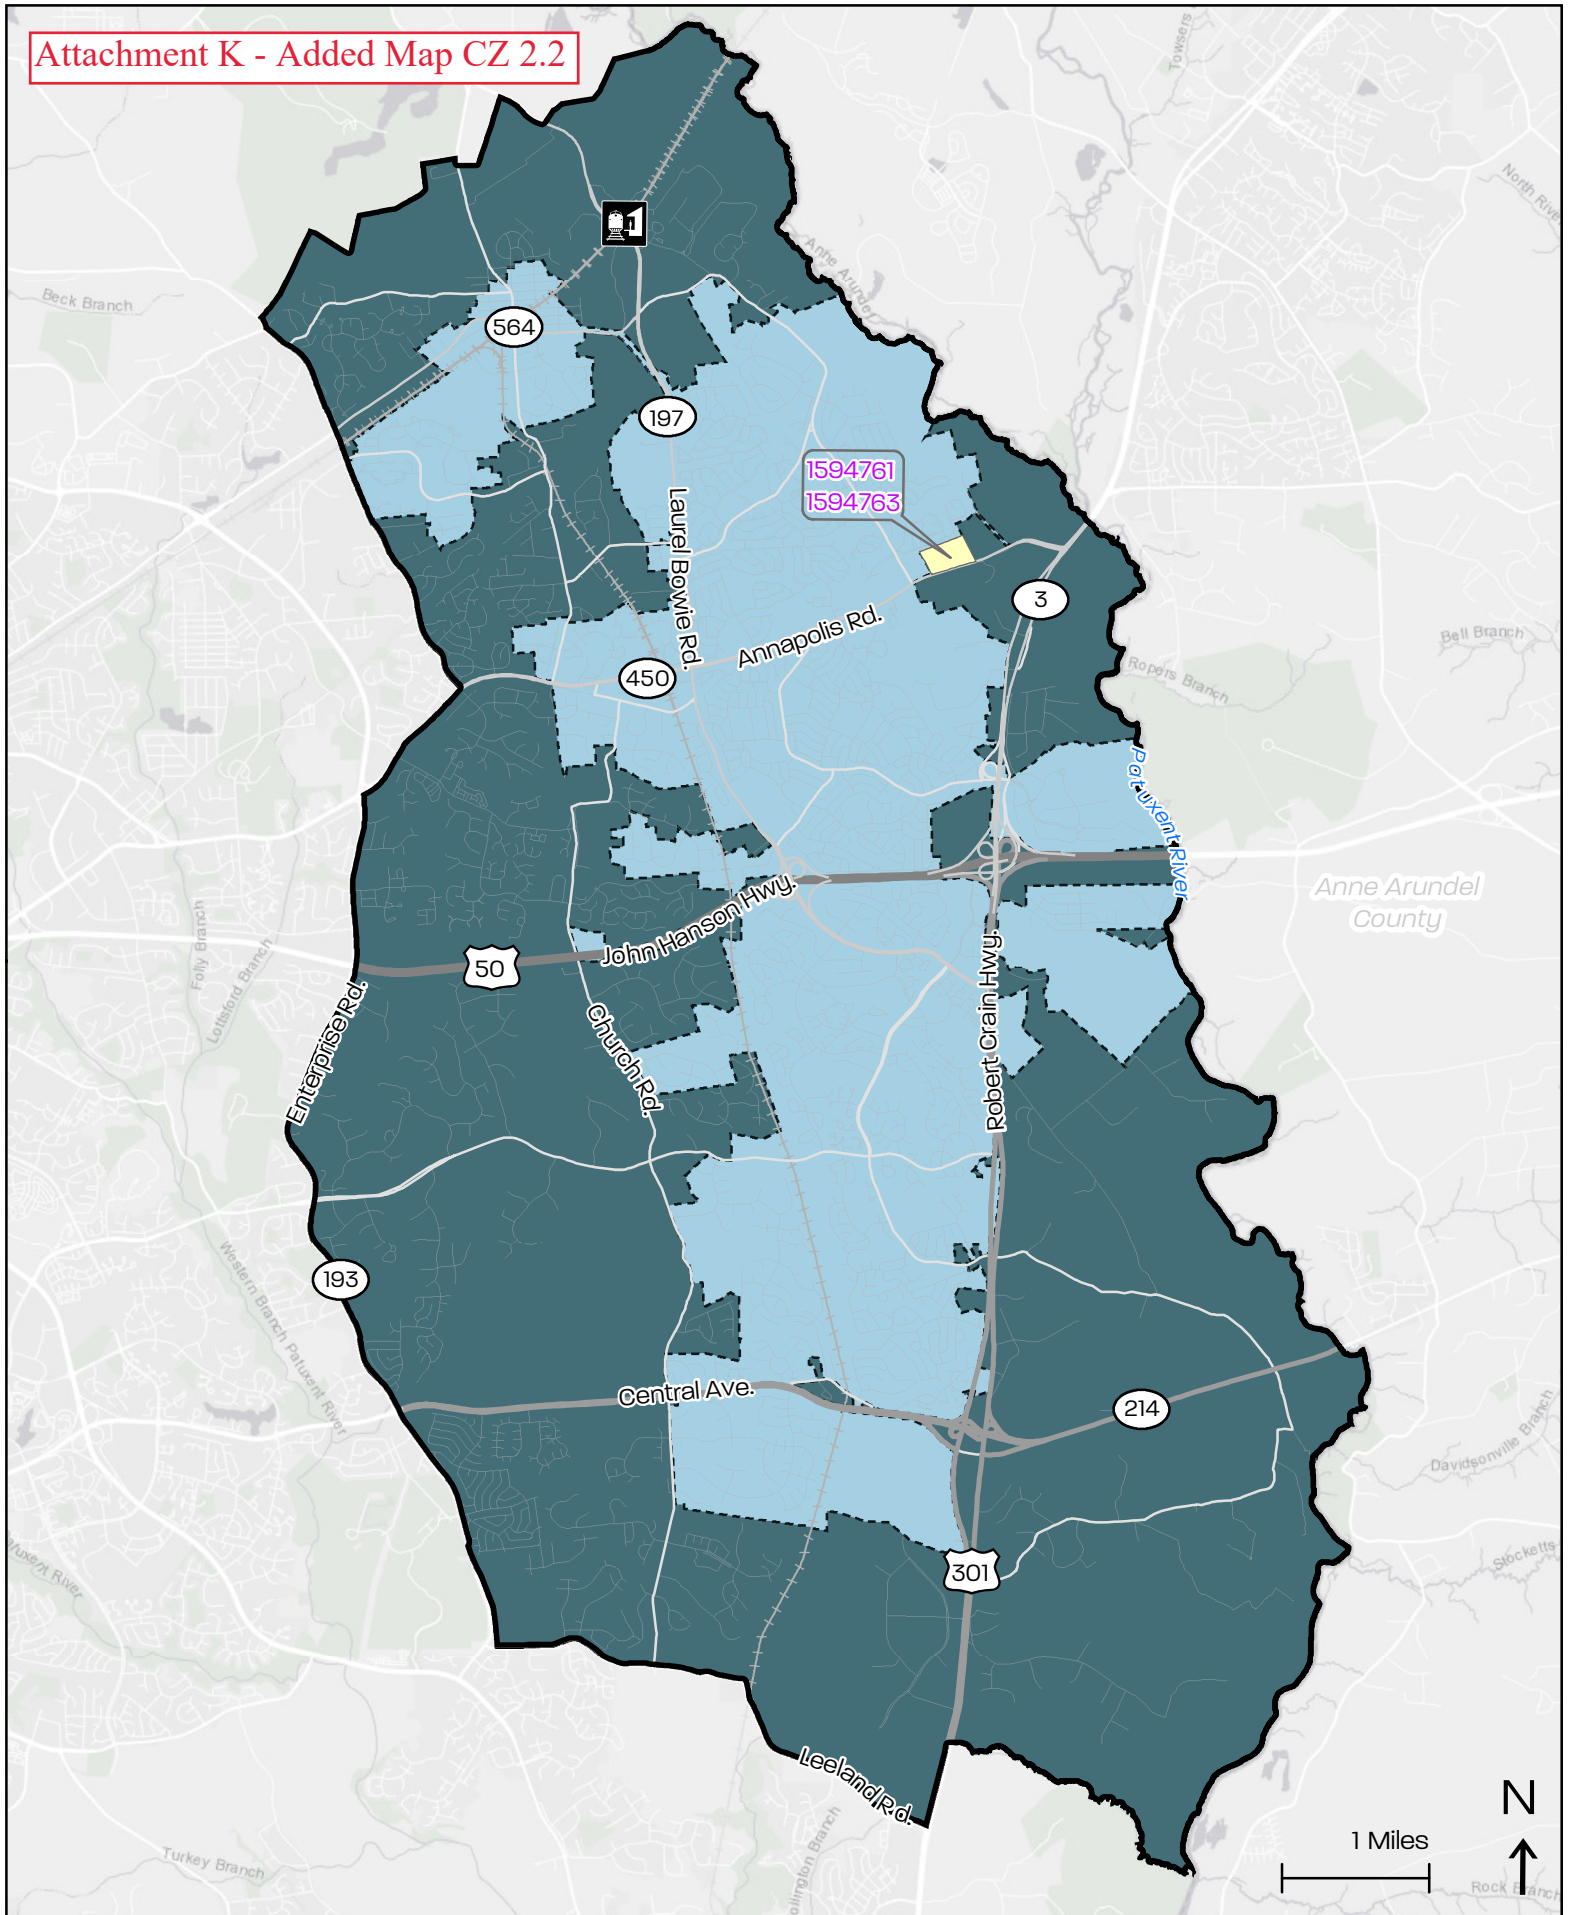 Attachment K - Added Map CZ 2.2
Towsers
North River
Anne Arundel
Beck Branch
564
197
1594761
1594763
Laurel Bowie Rd.
3
Annapolis Rd.
Bell Branch
Ropers Branch
450
Patuxent River
Anne Arundel
County
John Hanson Hwy.
50
Folly Branch
Lottsford Branch
Enterprise Rd.
Church Rd.
Robert Crain Hwy.
193
Western Branch Patuxent River
Central Ave.
214
Davidsonville Branch
Stocketts
301
Leeland Rd.
N
1 Miles
Turkey Branch
Rock Branch